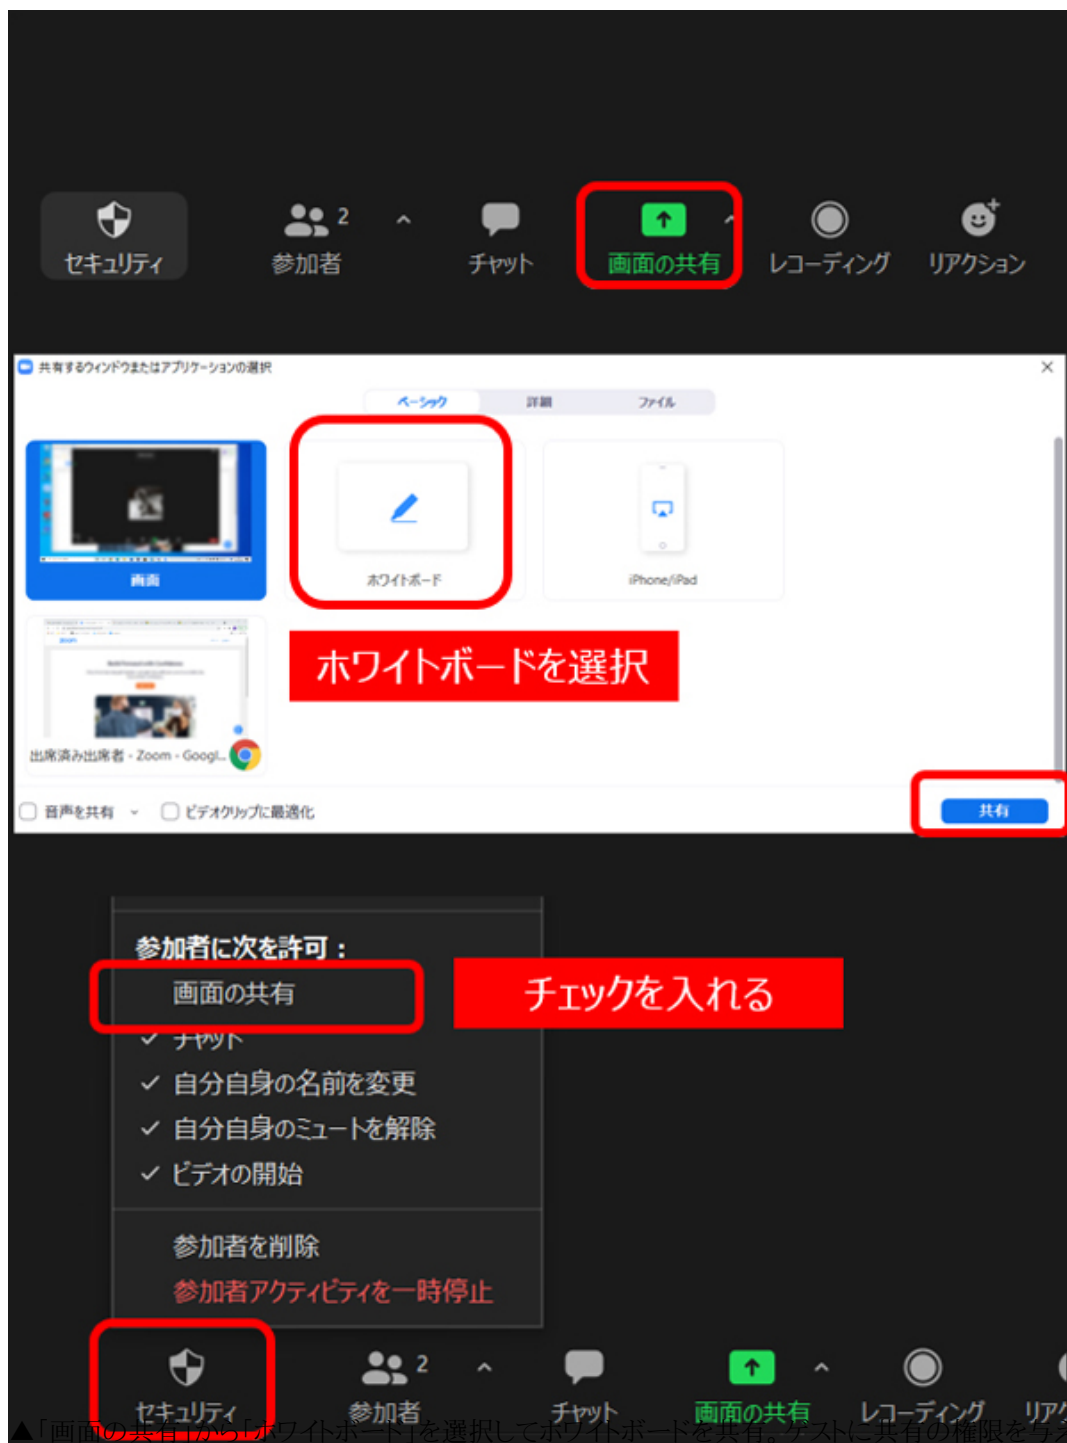 セキュリティ 参加者 2 チャット 画面の共有 レコーディング リアクション
共有するウィンドウまたはアプリケーションの選択
ベーシック 詳細 ファイル
画面 ホワイトボード iPhone/iPad
ホワイトボードを選択
zoom
出席済み出席者 - Zoom - Googl...
音声を共有 ビデオクリップに最適化 共有
参加者に次を許可：
画面の共有 チェックを入れる
チャット
自分自身の名前を変更
自分自身のミュートを解除
ビデオの開始
参加者を削除
参加者アクティビティを一時停止
セキュリティ 参加者 2 チャット 画面の共有 レコーディング リア
▲「画面の共有」から「ホワイトボード」を選択してホワイトボードを共有。ゲストに共有の権限を与え